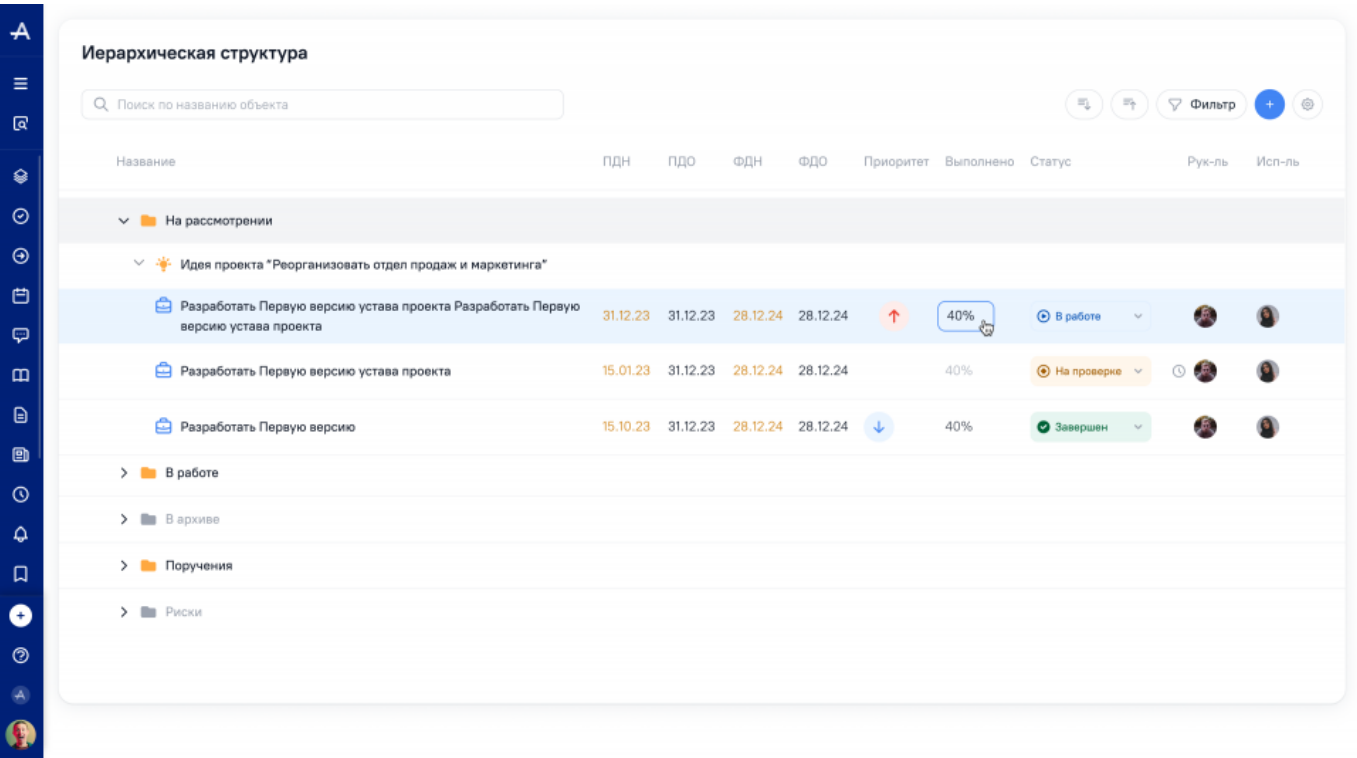 Иерархическая структура
Поиск по названию объекта
Фильтр
Название ПДН ПДО ФДН ФДО Приоритет Выполнено Статус Рук-ль Исп-ль
На рассмотрении
Идея проекта "Реорганизовать отдел продаж и маркетинга"
Разработать Первую версию устава проекта Разработать Первую
версию устава проекта
31.12.23 31.12.23 28.12.24 28.12.24 40% В работе
Разработать Первую версию устава проекта 15.01.23 31.12.23 28.12.24 28.12.24 40% На проверке
Разработать Первую версию 15.10.23 31.12.23 28.12.24 28.12.24 40% Завершен
В работе
В архиве
Поручения
Риски